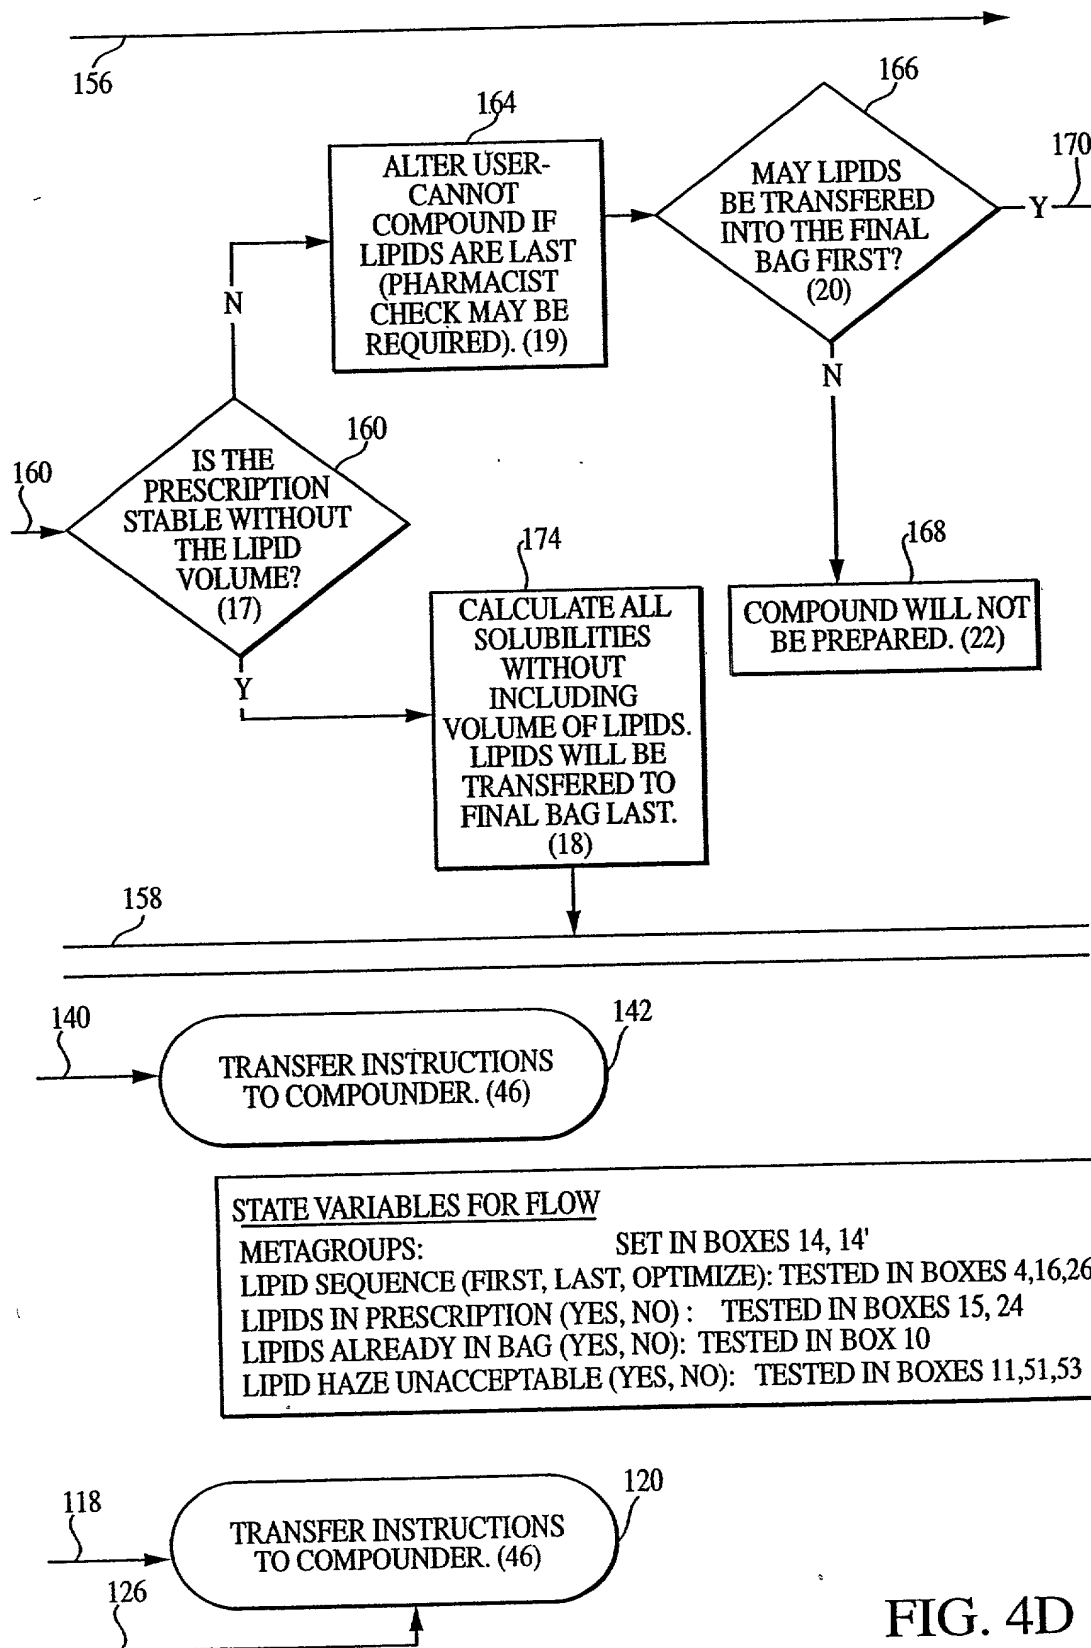 156
164
166
170
ALTER USER-
CANNOT
COMPOUND IF
LIPIDS ARE LAST
(PHARMACIST
CHECK MAY BE
REQUIRED). (19)
MAY LIPIDS
BE TRANSFERED
INTO THE FINAL
BAG FIRST?
(20)
Y
N
N
160
160
IS THE
PRESCRIPTION
STABLE WITHOUT
THE LIPID
VOLUME?
(17)
Y
174
CALCULATE ALL
SOLUBILITIES
WITHOUT
INCLUDING
VOLUME OF LIPIDS.
LIPIDS WILL BE
TRANSFERED TO
FINAL BAG LAST.
(18)
168
COMPOUND WILL NOT
BE PREPARED. (22)
158
140
142
TRANSFER INSTRUCTIONS
TO COMPOUNDER. (46)
STATE VARIABLES FOR FLOW
METAGROUPS: SET IN BOXES 14, 14'
LIPID SEQUENCE (FIRST, LAST, OPTIMIZE): TESTED IN BOXES 4,16,26
LIPIDS IN PRESCRIPTION (YES, NO) : TESTED IN BOXES 15, 24
LIPIDS ALREADY IN BAG (YES, NO): TESTED IN BOX 10
LIPID HAZE UNACCEPTABLE (YES, NO): TESTED IN BOXES 11,51,53
118
120
TRANSFER INSTRUCTIONS
TO COMPOUNDER. (46)
126
FIG. 4D